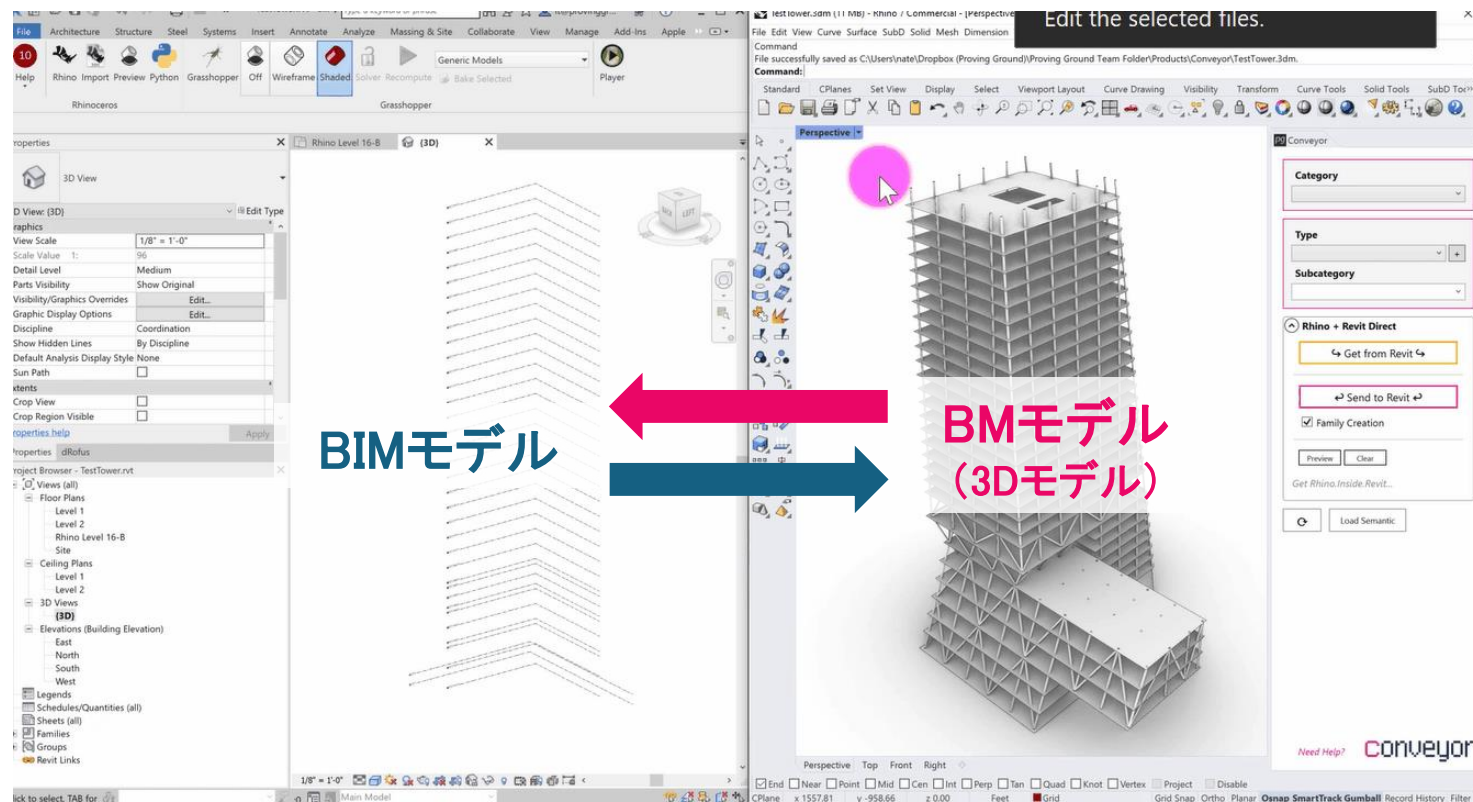 File Architecture Structure Steel Systems Insert Annotate Analyze Massing & Site Collaborate View Manage Add-Ins Apple
10
Help Rhino Import Preview Python Grasshopper Off Wireframe Shaded Solver Recompute Bake Selected Player
Generic Models
Rhinoceros Grasshopper
Rhino Level 16-B {3D}
3D View
Edit Type
View Scale 1/8" = 1'-0"
Scale Value 1: 96
Detail Level Medium
Parts Visibility Show Original
Visibility/Graphics Overrides Edit...
Graphic Display Options Edit...
Discipline Coordination
Show Hidden Lines By Discipline
Default Analysis Display Style None
Sun Path
Crop View
Crop Region Visible
Apply
dRofus
Views (all)
Floor Plans
Level 1
Level 2
Rhino Level 16-B
Site
Ceiling Plans
Level 1
Level 2
3D Views
{3D}
Elevations (Building Elevation)
East
North
South
West
Legends
Schedules/Quantities (all)
Sheets (all)
Families
Groups
Revit Links
LEFT
1/8" = 1'-0"
Main Model
BIMモデル
BMモデル
(3Dモデル)
TestTower.3dm (11 MB) - Rhino 7 Commercial - [Perspective
Edit the selected files.
File Edit View Curve Surface SubD Solid Mesh Dimension
Command
File successfully saved as C:\Users\nate\Dropbox (Proving Ground)\Proving Ground Team Folder\Products\Conveyor\TestTower.3dm.
Command:
Standard CPlanes Set View Display Select Viewport Layout Curve Drawing Visibility Transform Curve Tools Solid Tools SubD Toc
Perspective
pg Conveyor
Category
Type
+
Subcategory
Rhino + Revit Direct
Get from Revit
Send to Revit
Family Creation
Preview Clear
Get Rhino.Inside.Revit...
Load Semantic
Need Help? conveyor
Perspective Top Front Right
End Near Point Mid Cen Int Perp Tan Quad Knot Vertex Project Disable
CPlane x 1557.81 y -958.66 z 0.00 Feet Grid Grid Snap Ortho Planar Osnap SmartTrack Gumball Record History Filter